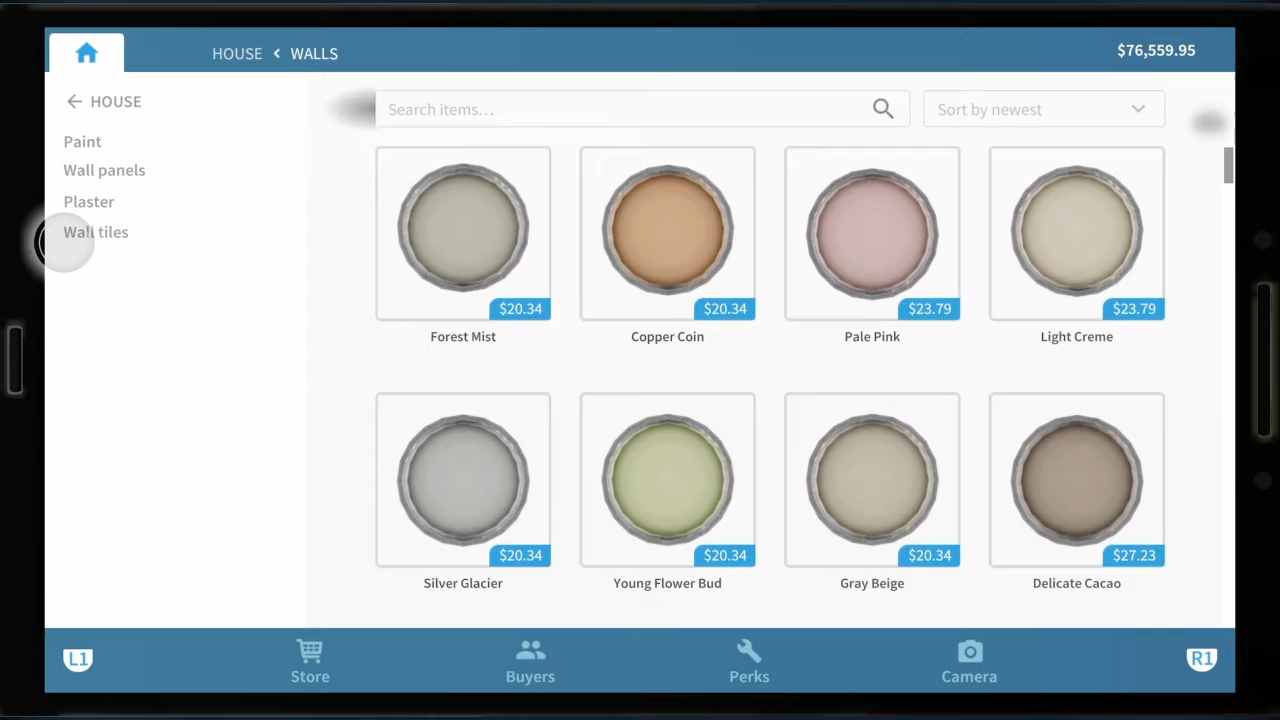 HOUSE < WALLS
$76,559.95
← HOUSE
Paint
Wall panels
Plaster
Wall tiles
Search items...
Sort by newest
$20.34
$20.34
$23.79
$23.79
Forest Mist
Copper Coin
Pale Pink
Light Creme
$20.34
$20.34
$20.34
$27.23
Silver Glacier
Young Flower Bud
Gray Beige
Delicate Cacao
L1
Store
Buyers
Perks
Camera
R1